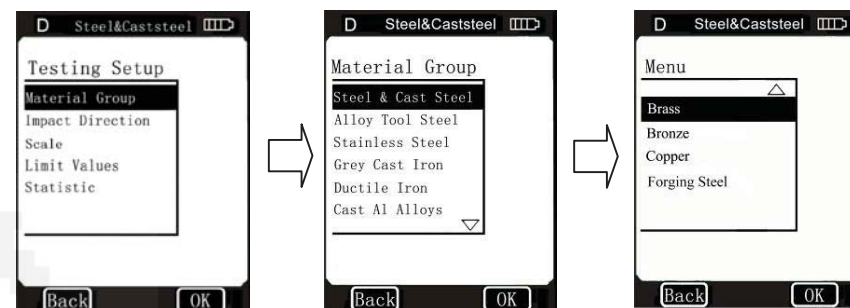 D Steel&Caststeel
Testing Setup
Material Group
Impact Direction
Scale
Limit Values
Statistic
Back OK
D Steel&Caststeel
Material Group
Steel & Cast Steel
Alloy Tool Steel
Stainless Steel
Grey Cast Iron
Ductile Iron
Cast Al Alloys
Back OK
D Steel&Caststeel
Menu
Brass
Bronze
Copper
Forging Steel
Back OK